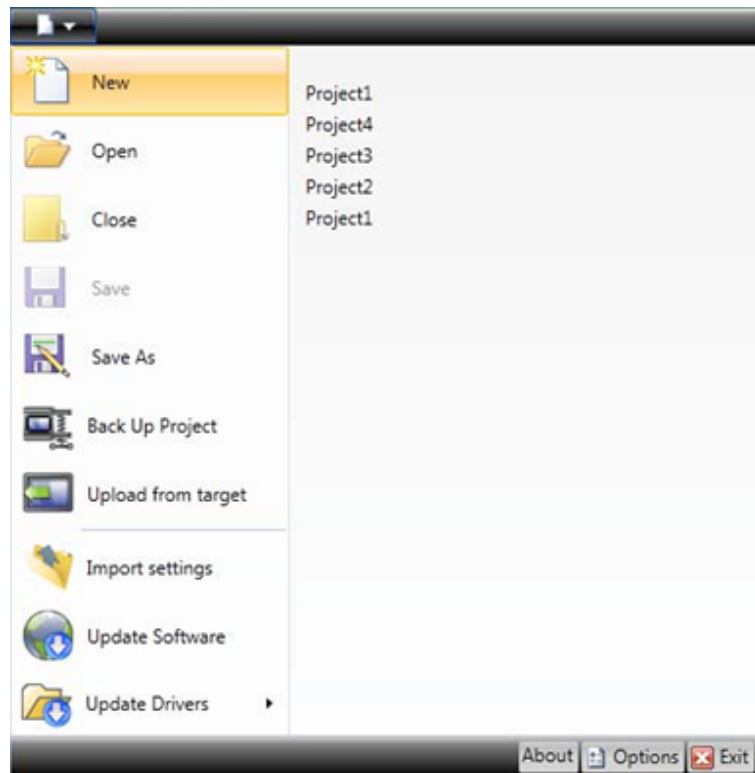 New
Open
Close
Save
Save As
Back Up Project
Upload from target
Import settings
Update Software
Update Drivers
Project1
Project4
Project3
Project2
Project1
About Options Exit